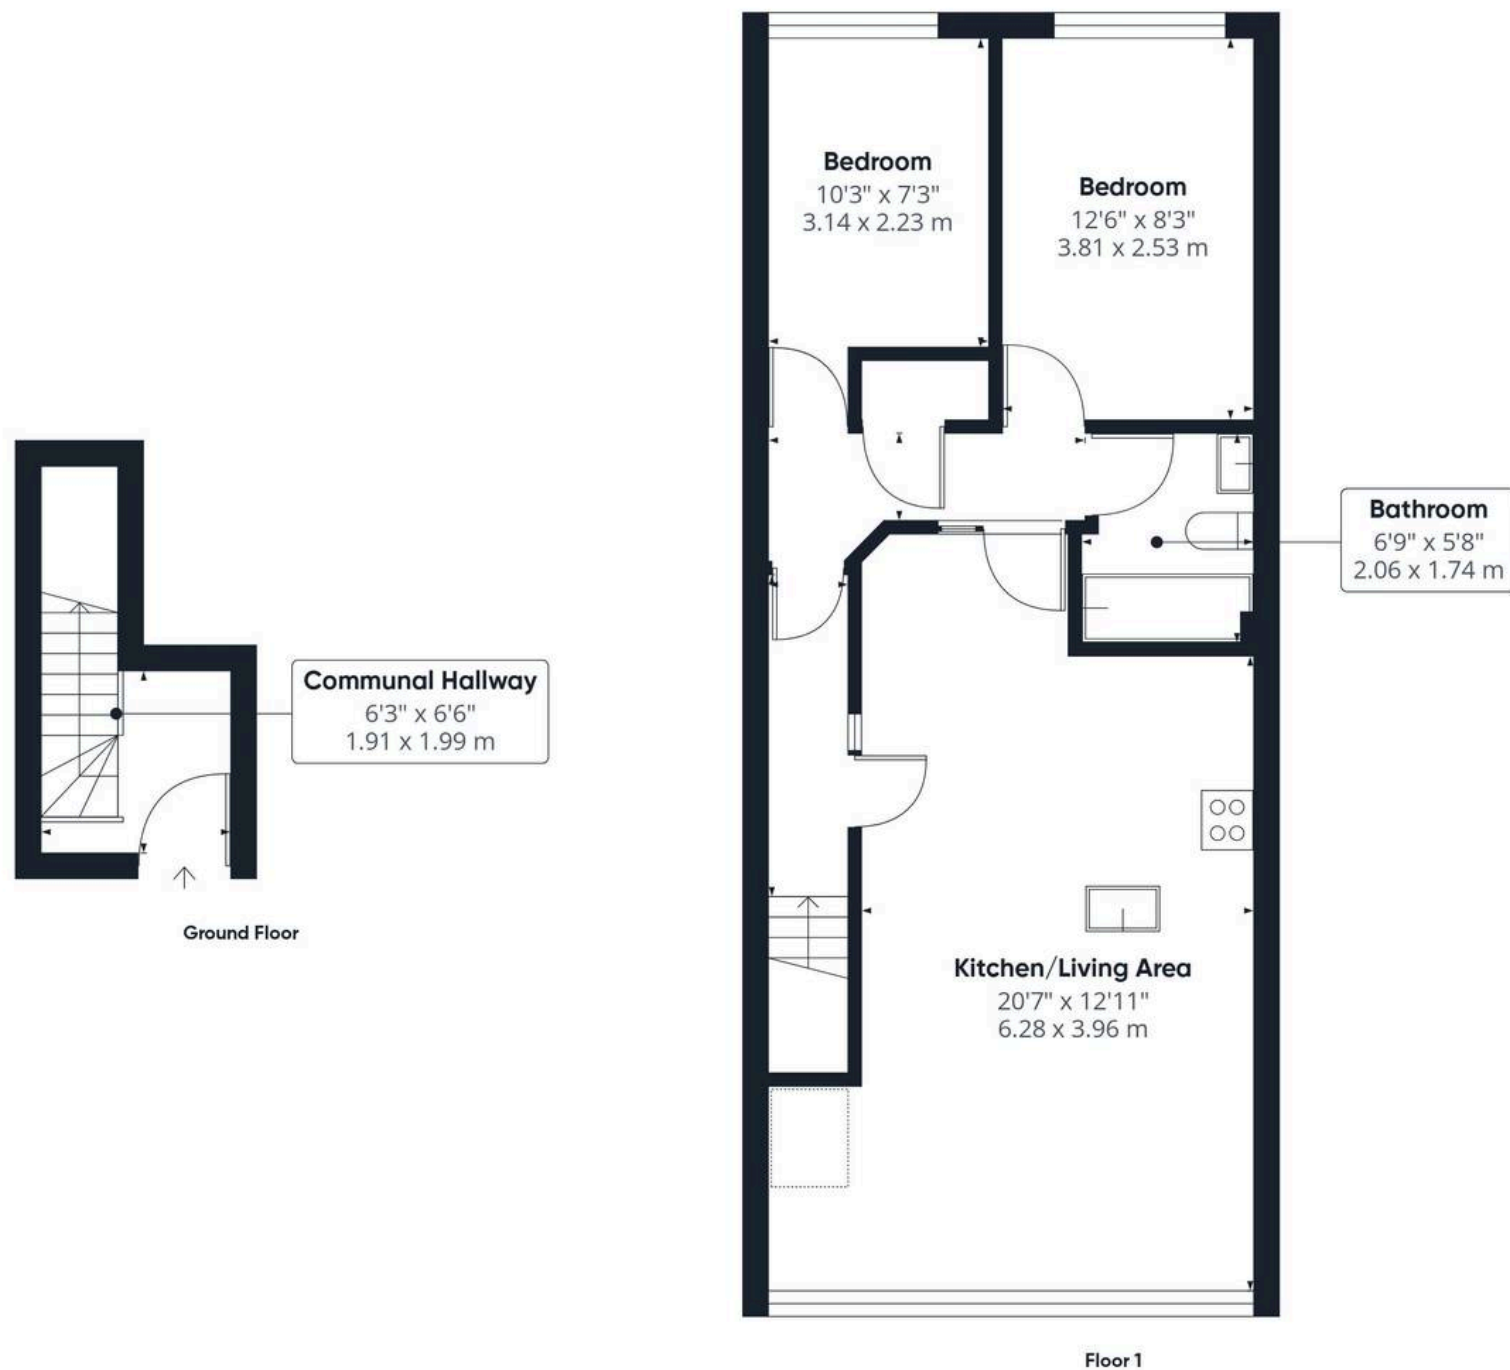 Bedroom
10'3" x 7'3"
3.14 x 2.23 m
Bedroom
12'6" x 8'3"
3.81 x 2.53 m
Bathroom
6'9" x 5'8"
2.06 x 1.74 m
Communal Hallway
6'3" x 6'6"
1.91 x 1.99 m
Ground Floor
Kitchen/Living Area
20'7" x 12'11"
6.28 x 3.96 m
Floor 1